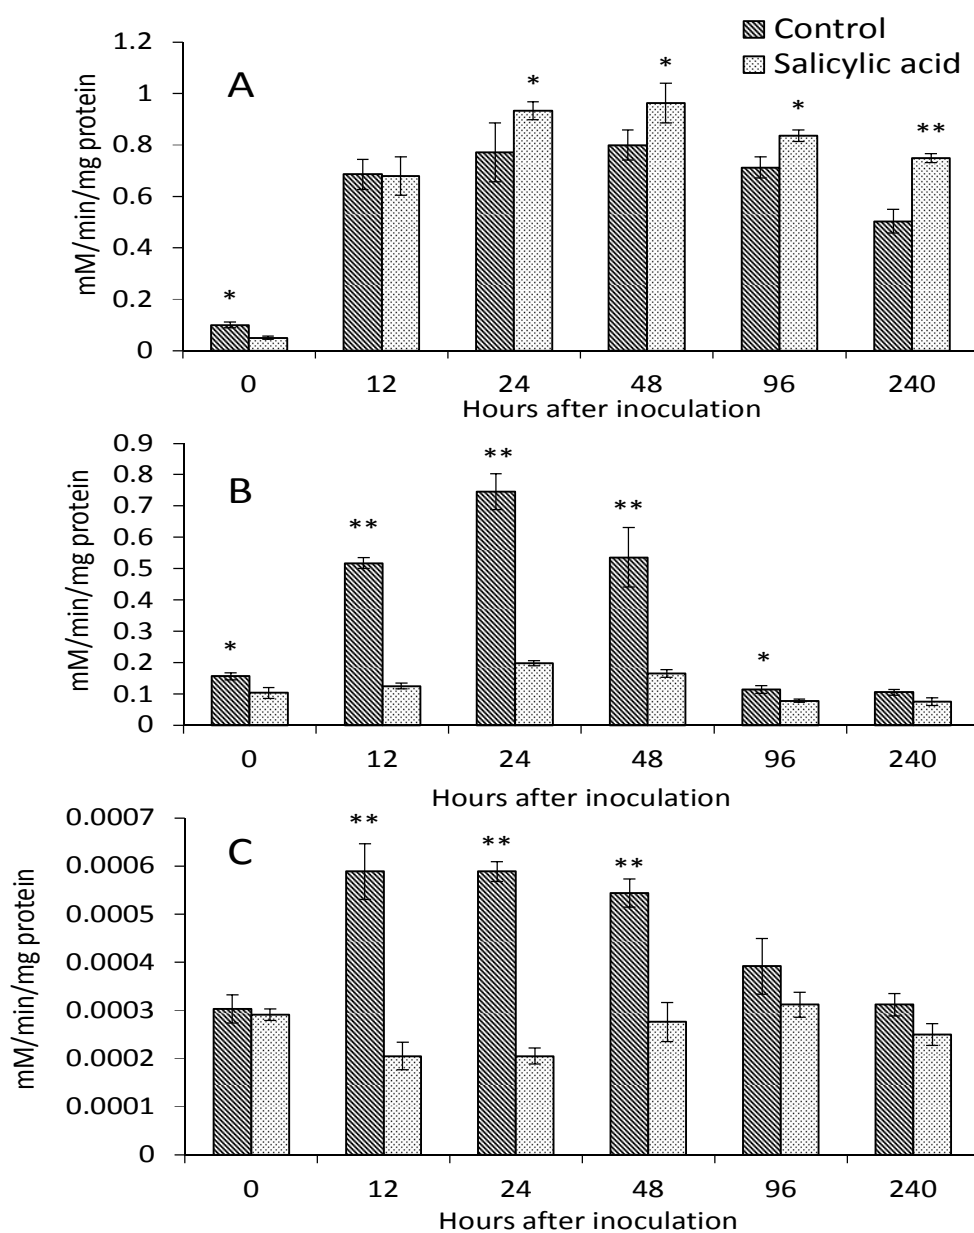 Control
Salicylic acid
A
mM/min/mg protein
1.2
1
0.8
0.6
0.4
0.2
0
* * * * **
0 12 24 48 96 240
Hours after inoculation
B
mM/min/mg protein
0.9
0.8
0.7
0.6
0.5
0.4
0.3
0.2
0.1
0
* ** ** ** *
0 12 24 48 96 240
Hours after inoculation
C
mM/min/mg protein
0.0007
0.0006
0.0005
0.0004
0.0003
0.0002
0.0001
0
** ** **
0 12 24 48 96 240
Hours after inoculation